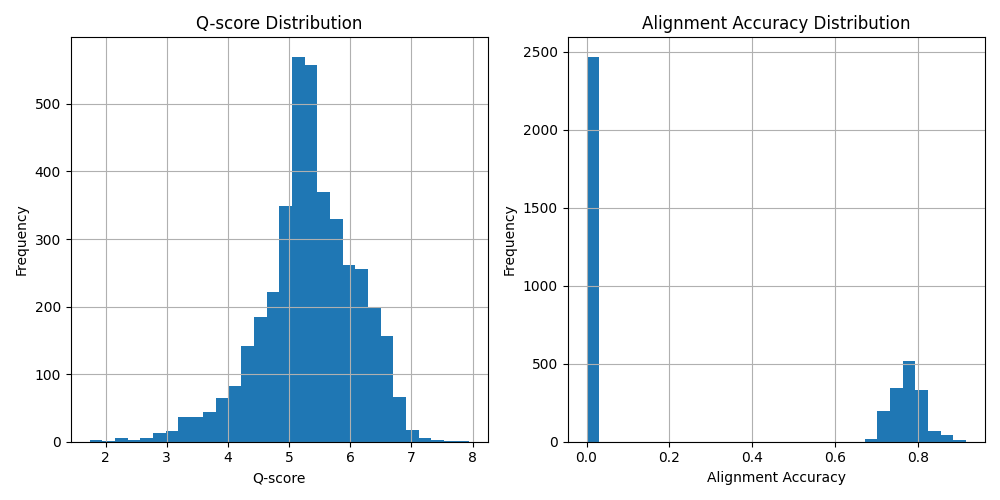 Q-score Distribution
Frequency
500
400
300
200
100
0
2 3 4 5 6 7 8
Q-score
Alignment Accuracy Distribution
Frequency
2500
2000
1500
1000
500
0
0.0 0.2 0.4 0.6 0.8
Alignment Accuracy